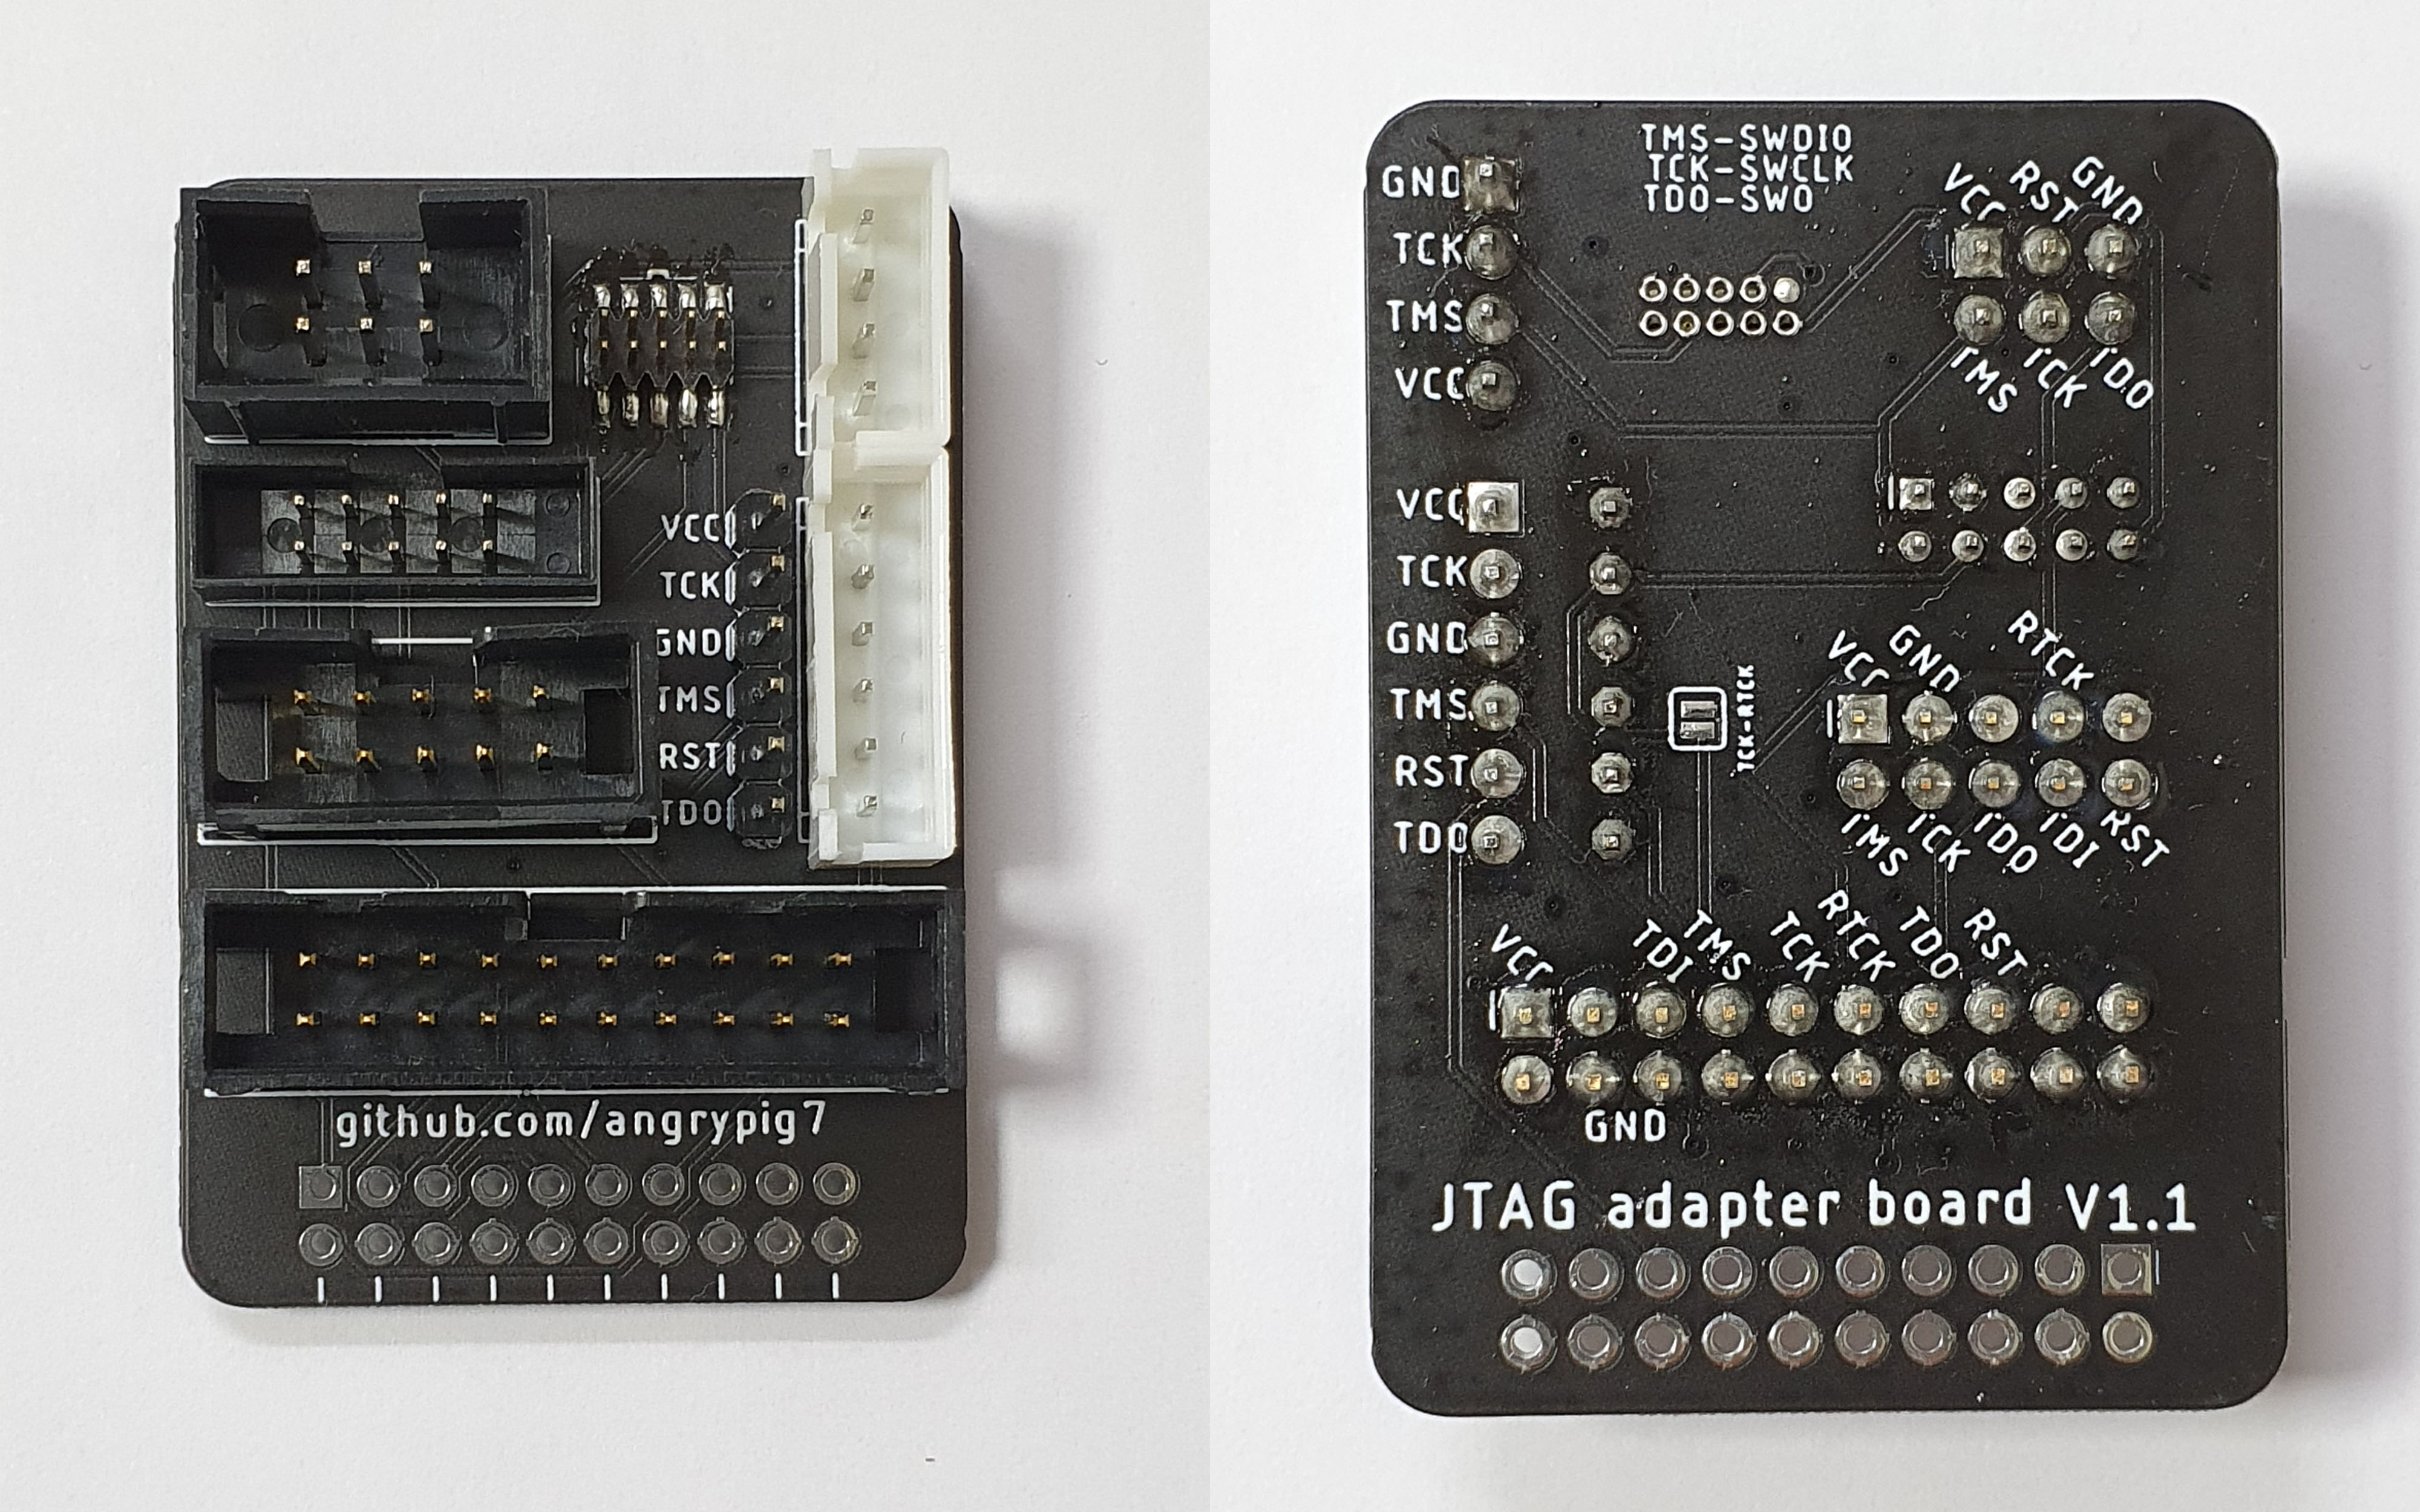 VCC
TCK
GND
TMS
RST
TDO
github.com/angrypig7
TMS-SWDIO
TCK-SWCLK
TDO-SWO
GND
TCK
TMS
VCC
VCC RST GND
TMS TCK TDO
VCC
TCK
GND
TMS
RST
TDO
TCK-RTCK
VCC GND RTCK
TMS TCK TDO TDI RST
VCC TDI TMS TCK RTCK TDO RST
GND
JTAG adapter board V1.1